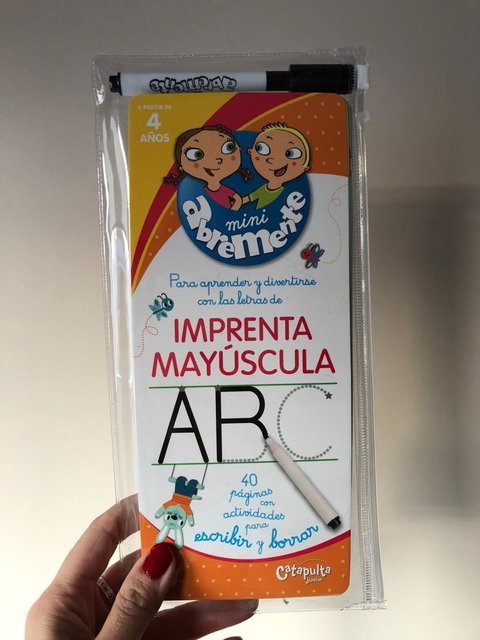 abremente
A PARTIR DE
4
AÑOS
mini
abremente
Para aprender y divertirse
con las letras de
IMPRENTA
MAYÚSCULA
ABC
40
páginas
con
actividades
para
escribir y borrar
Catapulta
junior